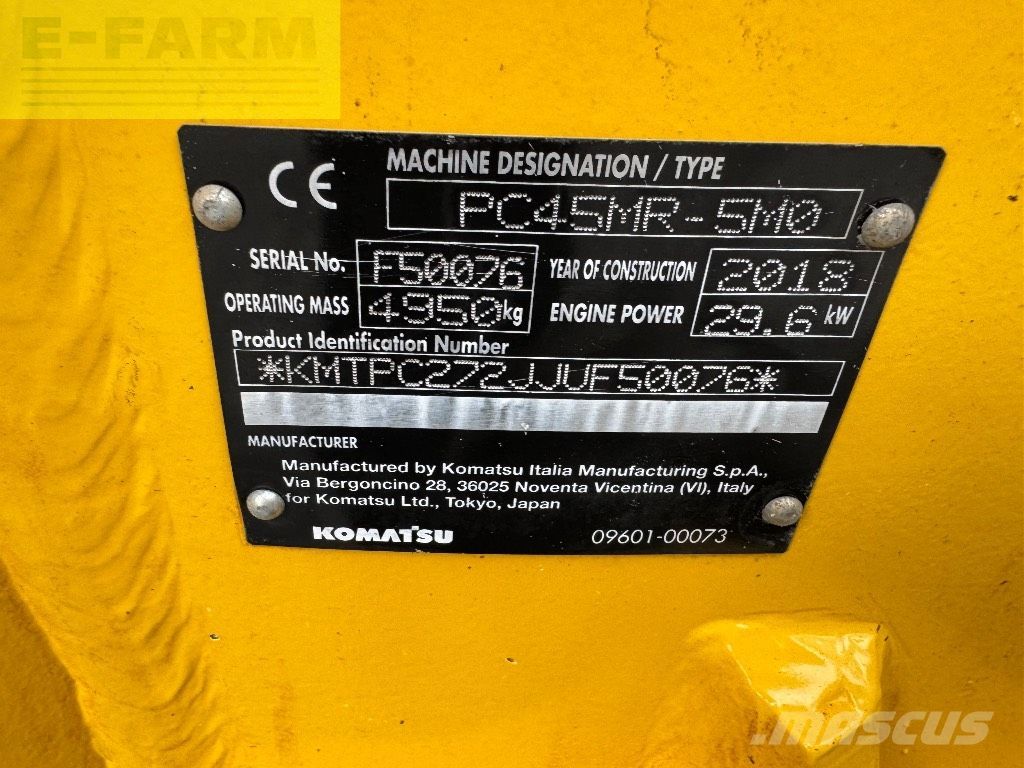 E-FARM
CE
MACHINE DESIGNATION / TYPE
PC45MR-5M0
SERIAL No. F50076
YEAR OF CONSTRUCTION 2018
OPERATING MASS 4950kg
ENGINE POWER 29.6 kW
Product Identification Number
*KMTPC272JJUF50076*
MANUFACTURER
Manufactured by Komatsu Italia Manufacturing S.p.A.,
Via Bergoncino 28, 36025 Noventa Vicentina (VI), Italy
for Komatsu Ltd., Tokyo, Japan
KOMATSU
09601-00073
mascus